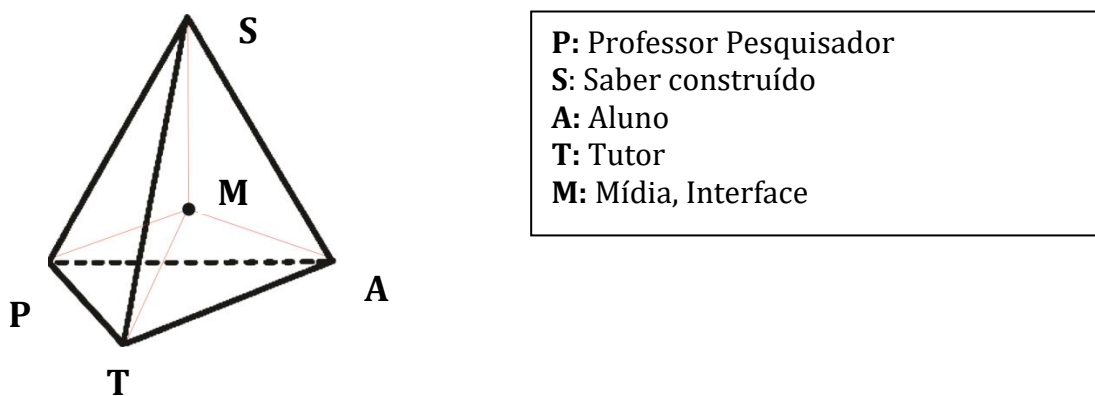 S
M
A
P
T
P: Professor Pesquisador
S: Saber construído
A: Aluno
T: Tutor
M: Mídia, Interface